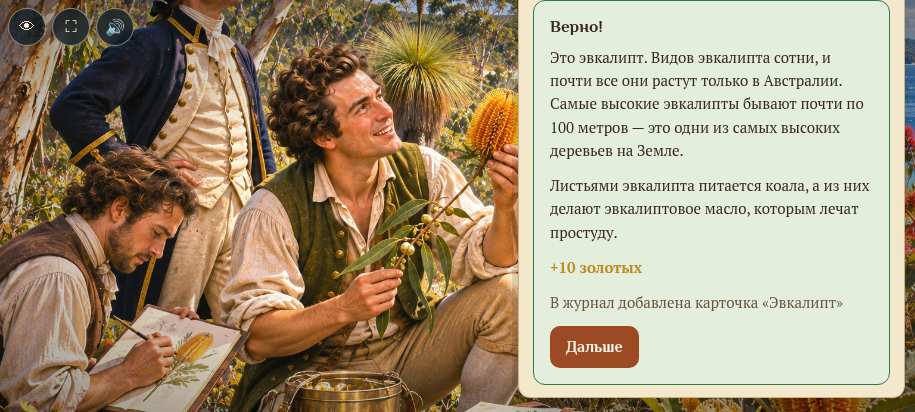 Верно!
Это эвкалипт. Видов эвкалипта сотни, и
почти все они растут только в Австралии.
Самые высокие эвкалипты бывают почти по
100 метров — это одни из самых высоких
деревьев на Земле.
Листьями эвкалипта питается коала, а из них
делают эвкалиптовое масло, которым лечат
простуду.
+10 золотых
В журнал добавлена карточка «Эвкалипт»
Дальше